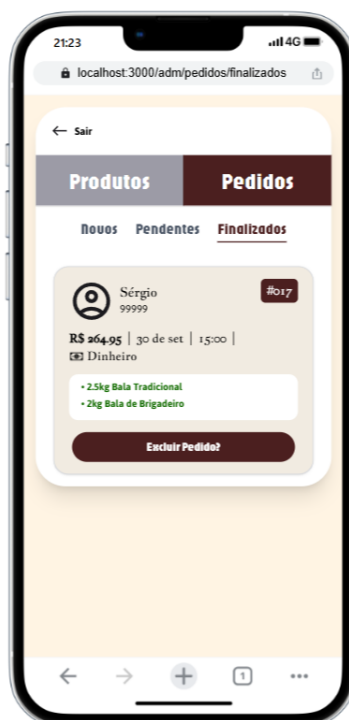 21:23 4G
localhost:3000/adm/pedidos/finalizados
← Sair
Produtos Pedidos
Novos Pendentes Finalizados
Sérgio #017
99999
R$ 264.95 | 30 de set | 15:00 |
Dinheiro
• 2.5kg Bala Tradicional
• 2kg Bala de Brigadeiro
Excluir Pedido?
1